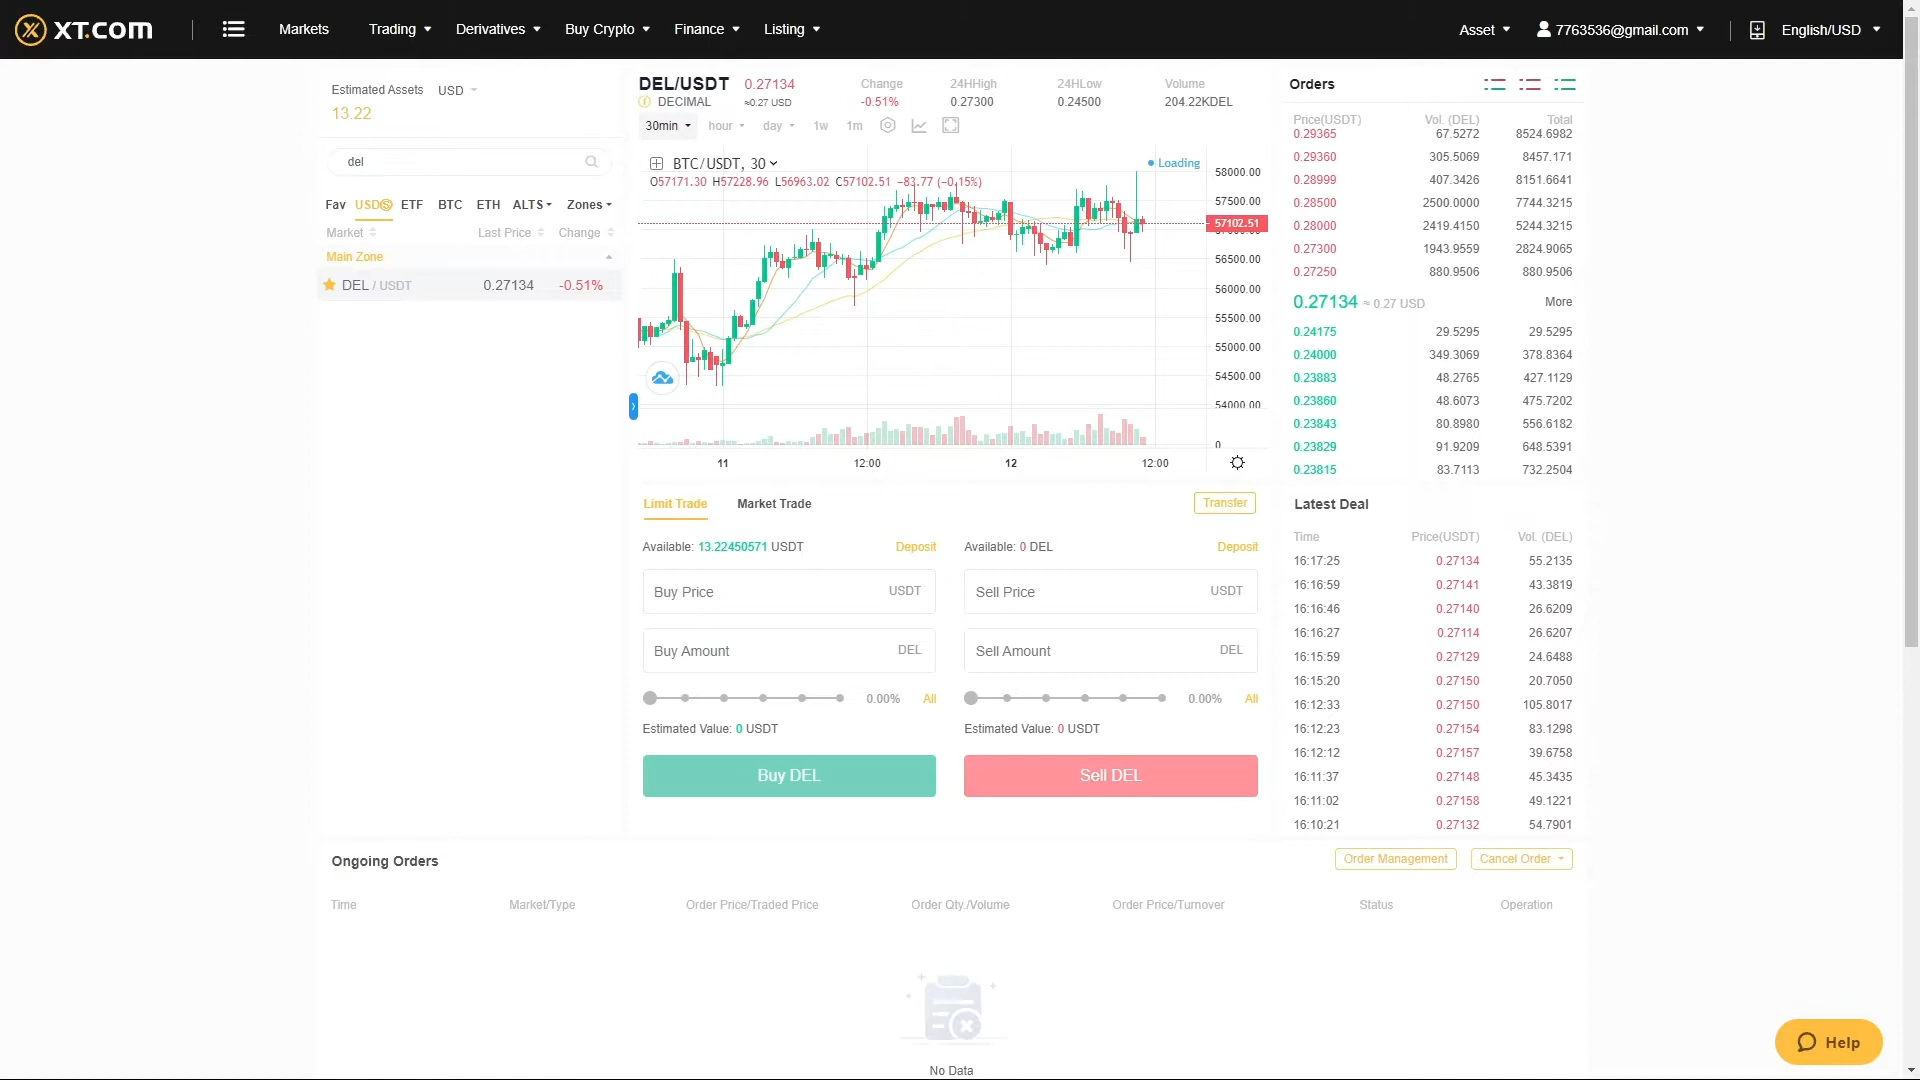 XT.COM
Markets
Trading
Derivatives
Buy Crypto
Finance
Listing
Asset
7763536@gmail.com
English/USD
Estimated Assets USD
13.22
del
Fav USDⓈ ETF BTC ETH ALTS Zones
Market Last Price Change
Main Zone
DEL / USDT 0.27134 -0.51%
DEL/USDT 0.27134
DECIMAL ≈0.27 USD
Change
-0.51%
24HHigh
0.27300
24HLow
0.24500
Volume
204.22KDEL
30min hour day 1w 1m
BTC/USDT, 30
Loading
O57171.30 H57228.96 L56963.02 C57102.51 −83.77 (−0.15%)
58000.00
57500.00
57102.51
56500.00
56000.00
55500.00
55000.00
54500.00
54000.00
0
11 12:00 12 12:00
Limit Trade Market Trade Transfer
Available: 13.22450571 USDT Deposit
Buy Price USDT
Buy Amount DEL
0.00% All
Estimated Value: 0 USDT
Buy DEL
Available: 0 DEL Deposit
Sell Price USDT
Sell Amount DEL
0.00% All
Estimated Value: 0 USDT
Sell DEL
Orders
Price(USDT) Vol. (DEL) Total
0.29365 67.5272 8524.6982
0.29360 305.5069 8457.171
0.28999 407.3426 8151.6641
0.28500 2500.0000 7744.3215
0.28000 2419.4150 5244.3215
0.27300 1943.9559 2824.9065
0.27250 880.9506 880.9506
0.27134 ≈ 0.27 USD More
0.24175 29.5295 29.5295
0.24000 349.3069 378.8364
0.23883 48.2765 427.1129
0.23860 48.6073 475.7202
0.23843 80.8980 556.6182
0.23829 91.9209 648.5391
0.23815 83.7113 732.2504
Latest Deal
Time Price(USDT) Vol. (DEL)
16:17:25 0.27134 55.2135
16:16:59 0.27141 43.3819
16:16:46 0.27140 26.6209
16:16:27 0.27114 26.6207
16:15:59 0.27129 24.6488
16:15:20 0.27150 20.7050
16:12:33 0.27150 105.8017
16:12:23 0.27154 83.1298
16:12:12 0.27157 39.6758
16:11:37 0.27148 45.3435
16:11:02 0.27158 49.1221
16:10:21 0.27132 54.7901
Ongoing Orders
Order Management Cancel Order
Time Market/Type Order Price/Traded Price Order Qty./Volume Order Price/Turnover Status Operation
No Data
Help